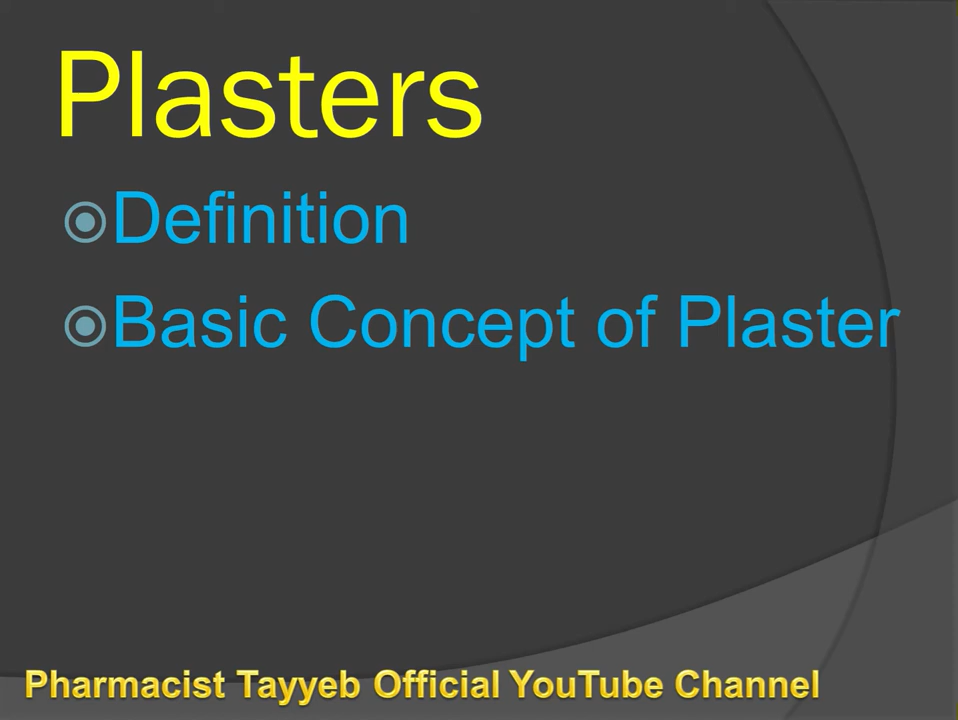 Plasters
Definition
Basic Concept of Plaster
Pharmacist Tayyeb Official YouTube Channel